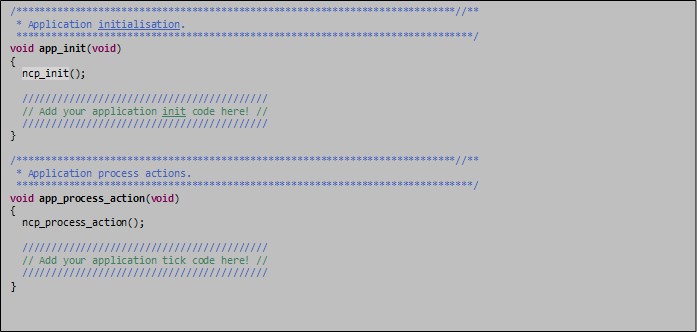 /***************************************************************************//**
 * Application initialisation.
 ******************************************************************************/
void app_init(void)
{
  ncp_init();
  /////////////////////////////////////////
  // Add your application init code here! //
  /////////////////////////////////////////
}
/***************************************************************************//**
 * Application process actions.
 ******************************************************************************/
void app_process_action(void)
{
  ncp_process_action();
  /////////////////////////////////////////
  // Add your application tick code here! //
  /////////////////////////////////////////
}